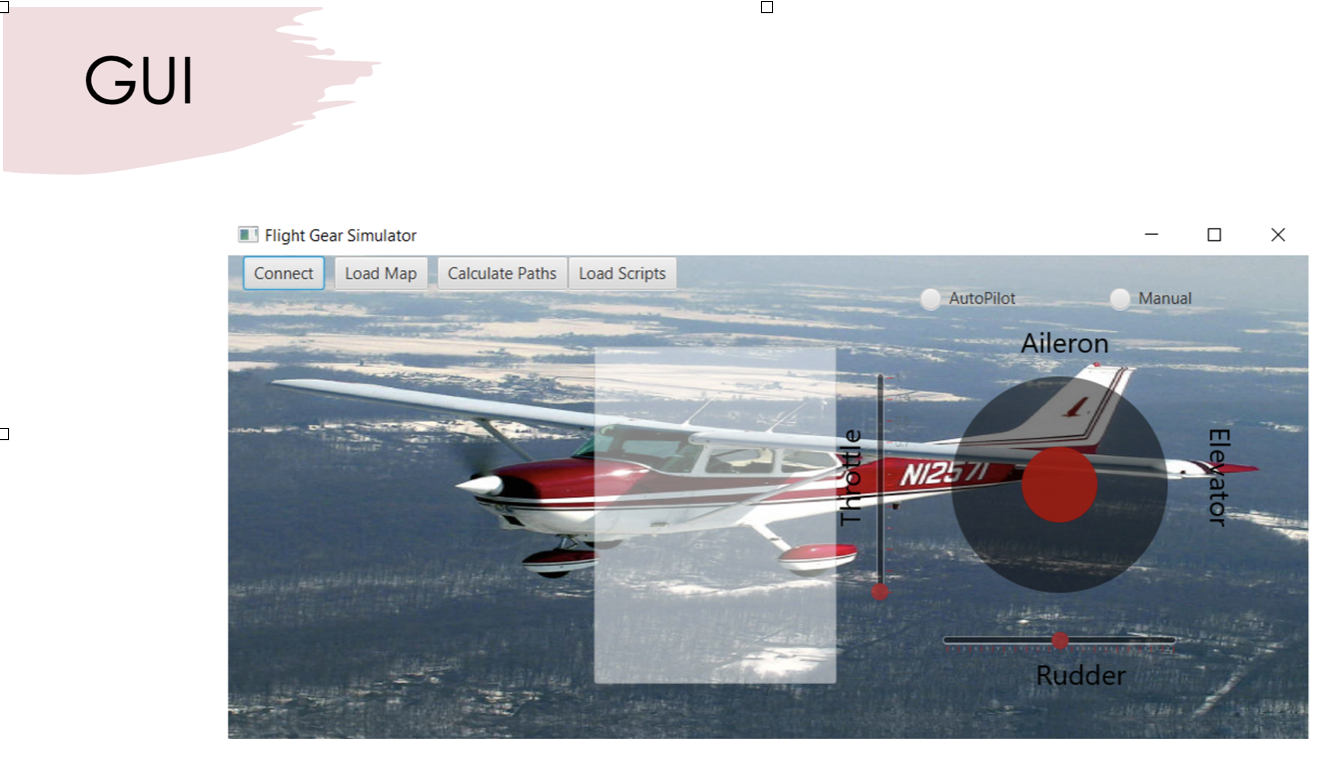 GUI
Flight Gear Simulator
Connect Load Map Calculate Paths Load Scripts
AutoPilot Manual
Aileron
Throttle
N12571
Elevator
Rudder